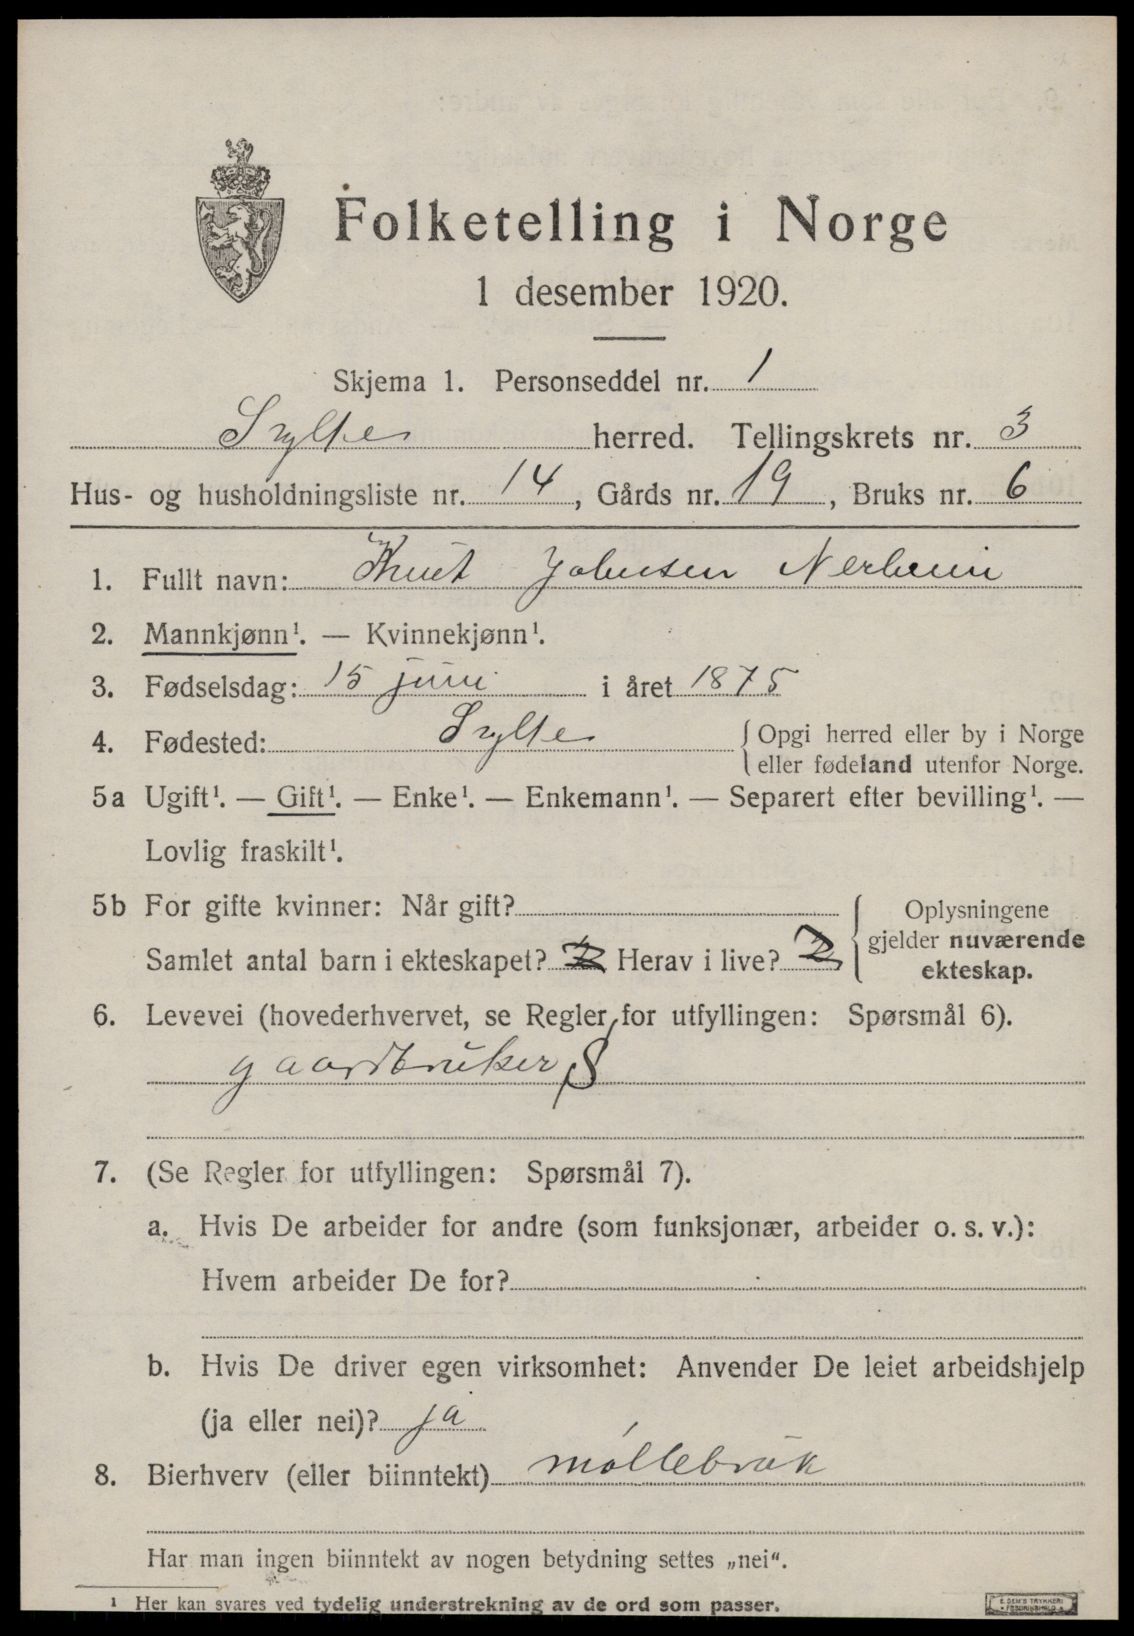 Folketelling i Norge
1 desember 1920.
Skjema 1. Personseddel nr. 1
Sylte herred. Tellingskrets nr. 3
Hus- og husholdningsliste nr. 14, Gårds nr. 19, Bruks nr. 6
1. Fullt navn: Knut Johnsen Nerheim
2. Mannkjønn¹. — Kvinnekjønn¹.
3. Fødselsdag: 15 juni i året 1875
4. Fødested: Sylte { Opgi herred eller by i Norge
eller fødeland utenfor Norge.
5a Ugift¹. — Gift¹. — Enke¹. — Enkemann¹. — Separert efter bevilling¹. —
Lovlig fraskilt¹.
5b For gifte kvinner: Når gift?
Samlet antal barn i ekteskapet? 2 Herav i live? 2
Oplysningene
gjelder nuværende
ekteskap.
6. Levevei (hovederhvervet, se Regler for utfyllingen: Spørsmål 6).
gaardbruker, S
7. (Se Regler for utfyllingen: Spørsmål 7).
a. Hvis De arbeider for andre (som funksjonær, arbeider o. s. v.):
Hvem arbeider De for?
b. Hvis De driver egen virksomhet: Anvender De leiet arbeidshjelp
(ja eller nei)? ja
8. Bierhverv (eller biinntekt) møllebruk
Har man ingen biinntekt av nogen betydning settes „nei“.
¹ Her kan svares ved tydelig understrekning av de ord som passer.
E. SEM'S TRYKKERI
FREDRIKSHALD